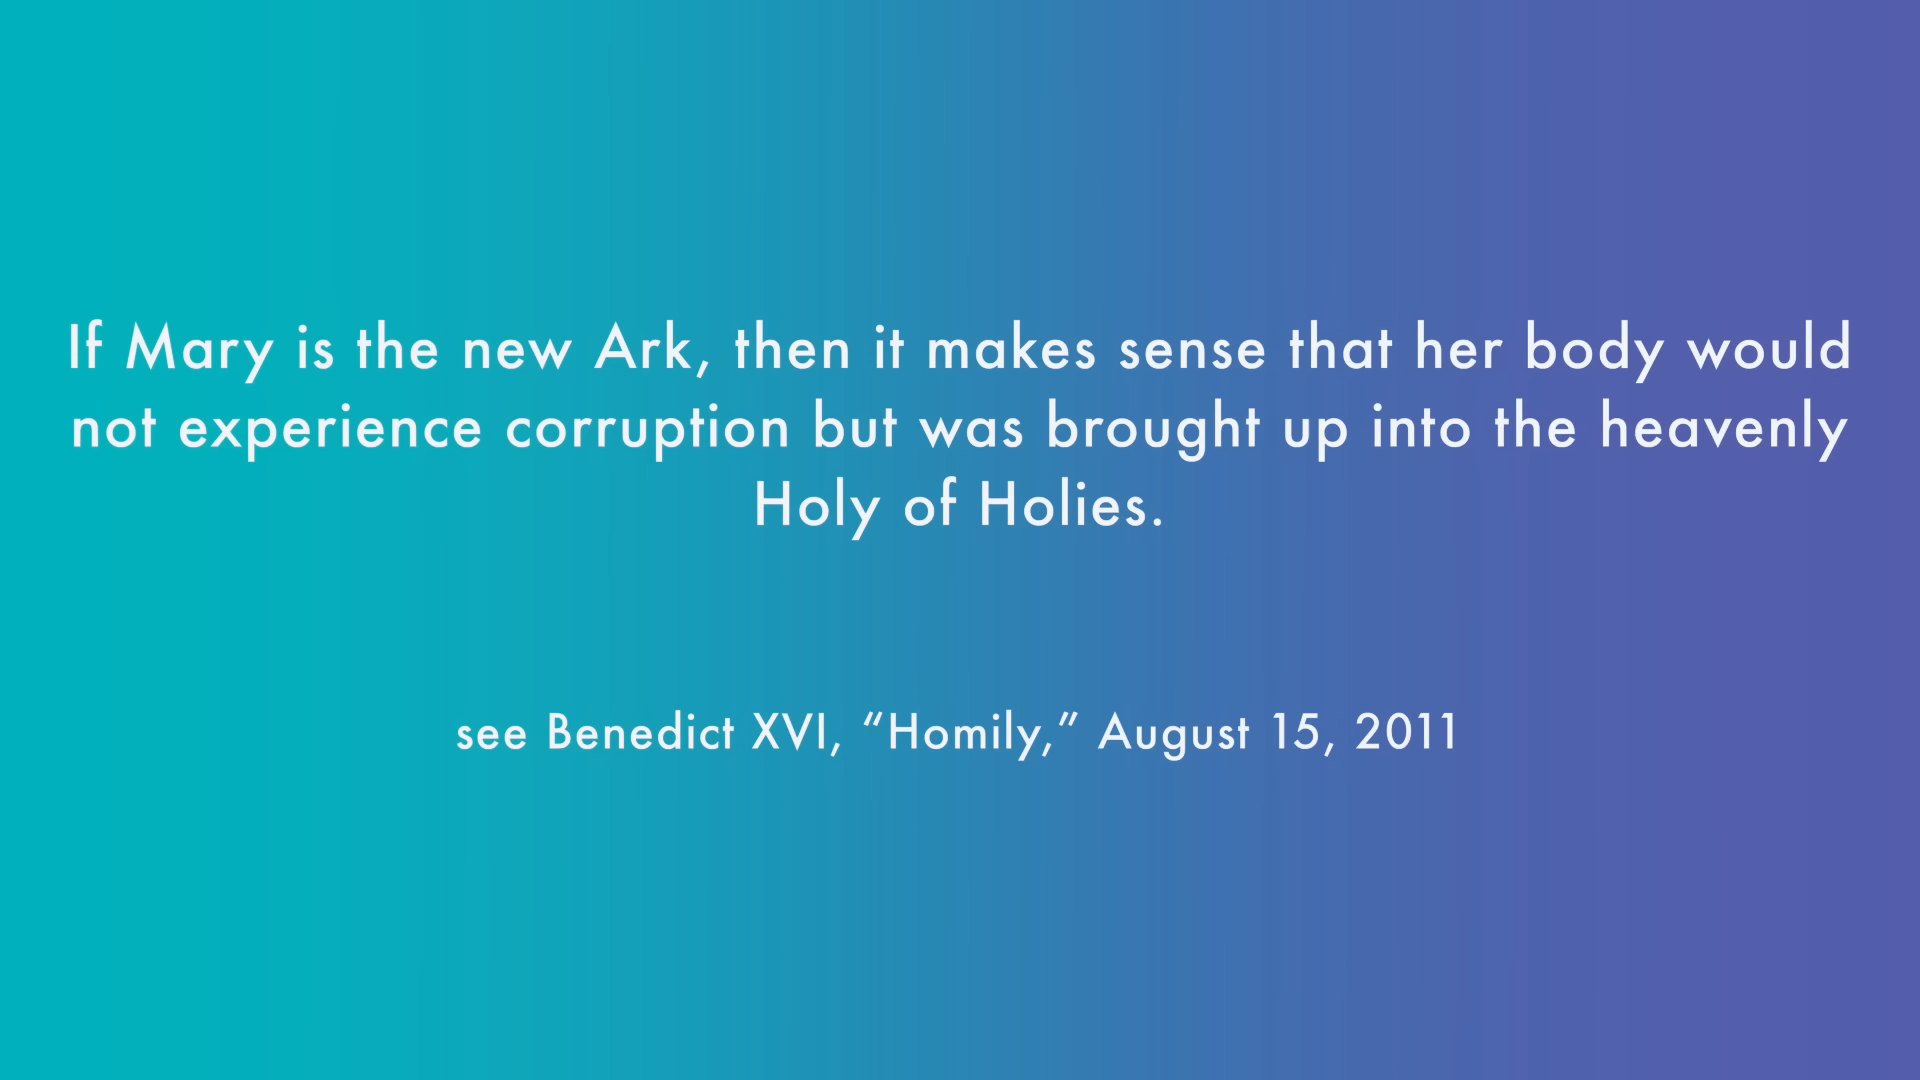 If Mary is the new Ark, then it makes sense that her body would
not experience corruption but was brought up into the heavenly
Holy of Holies.
see Benedict XVI, “Homily,” August 15, 2011